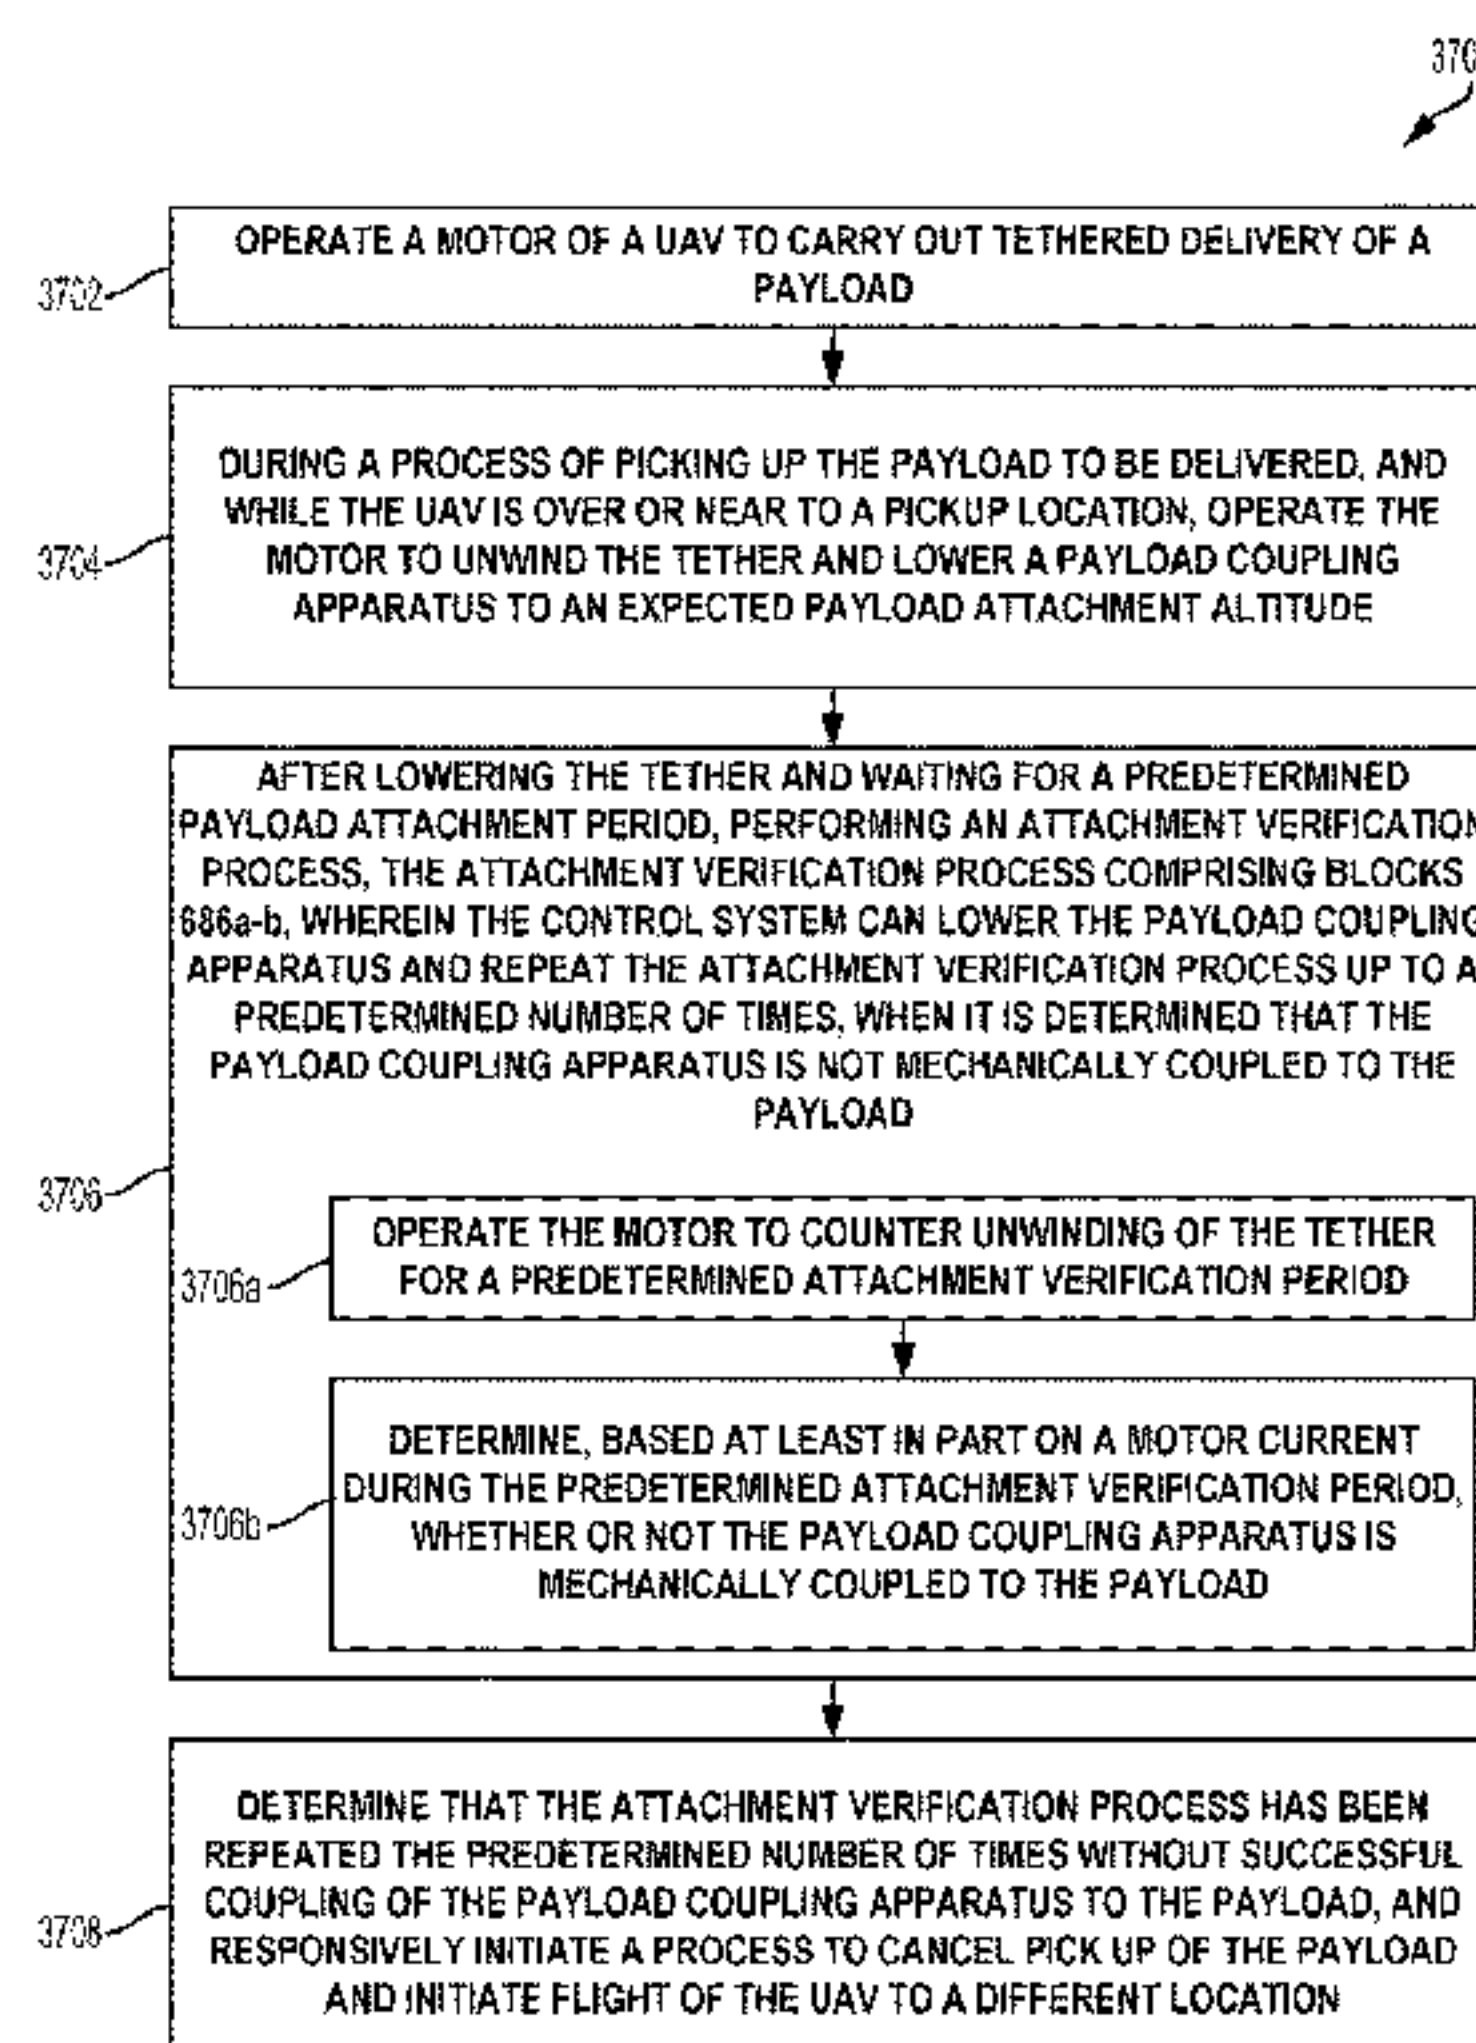 370
OPERATE A MOTOR OF A UAV TO CARRY OUT TETHERED DELIVERY OF A
PAYLOAD
3702
DURING A PROCESS OF PICKING UP THE PAYLOAD TO BE DELIVERED, AND
WHILE THE UAV IS OVER OR NEAR TO A PICKUP LOCATION, OPERATE THE
MOTOR TO UNWIND THE TETHER AND LOWER A PAYLOAD COUPLING
APPARATUS TO AN EXPECTED PAYLOAD ATTACHMENT ALTITUDE
3704
AFTER LOWERING THE TETHER AND WAITING FOR A PREDETERMINED
PAYLOAD ATTACHMENT PERIOD, PERFORMING AN ATTACHMENT VERIFICATION
PROCESS, THE ATTACHMENT VERIFICATION PROCESS COMPRISING BLOCKS
686a-b, WHEREIN THE CONTROL SYSTEM CAN LOWER THE PAYLOAD COUPLING
APPARATUS AND REPEAT THE ATTACHMENT VERIFICATION PROCESS UP TO A
PREDETERMINED NUMBER OF TIMES, WHEN IT IS DETERMINED THAT THE
PAYLOAD COUPLING APPARATUS IS NOT MECHANICALLY COUPLED TO THE
PAYLOAD
3706
OPERATE THE MOTOR TO COUNTER UNWINDING OF THE TETHER
FOR A PREDETERMINED ATTACHMENT VERIFICATION PERIOD
3706a
DETERMINE, BASED AT LEAST IN PART ON A MOTOR CURRENT
DURING THE PREDETERMINED ATTACHMENT VERIFICATION PERIOD,
WHETHER OR NOT THE PAYLOAD COUPLING APPARATUS IS
MECHANICALLY COUPLED TO THE PAYLOAD
3706b
DETERMINE THAT THE ATTACHMENT VERIFICATION PROCESS HAS BEEN
REPEATED THE PREDETERMINED NUMBER OF TIMES WITHOUT SUCCESSFUL
COUPLING OF THE PAYLOAD COUPLING APPARATUS TO THE PAYLOAD, AND
RESPONSIVELY INITIATE A PROCESS TO CANCEL PICK UP OF THE PAYLOAD
AND INITIATE FLIGHT OF THE UAV TO A DIFFERENT LOCATION
3708